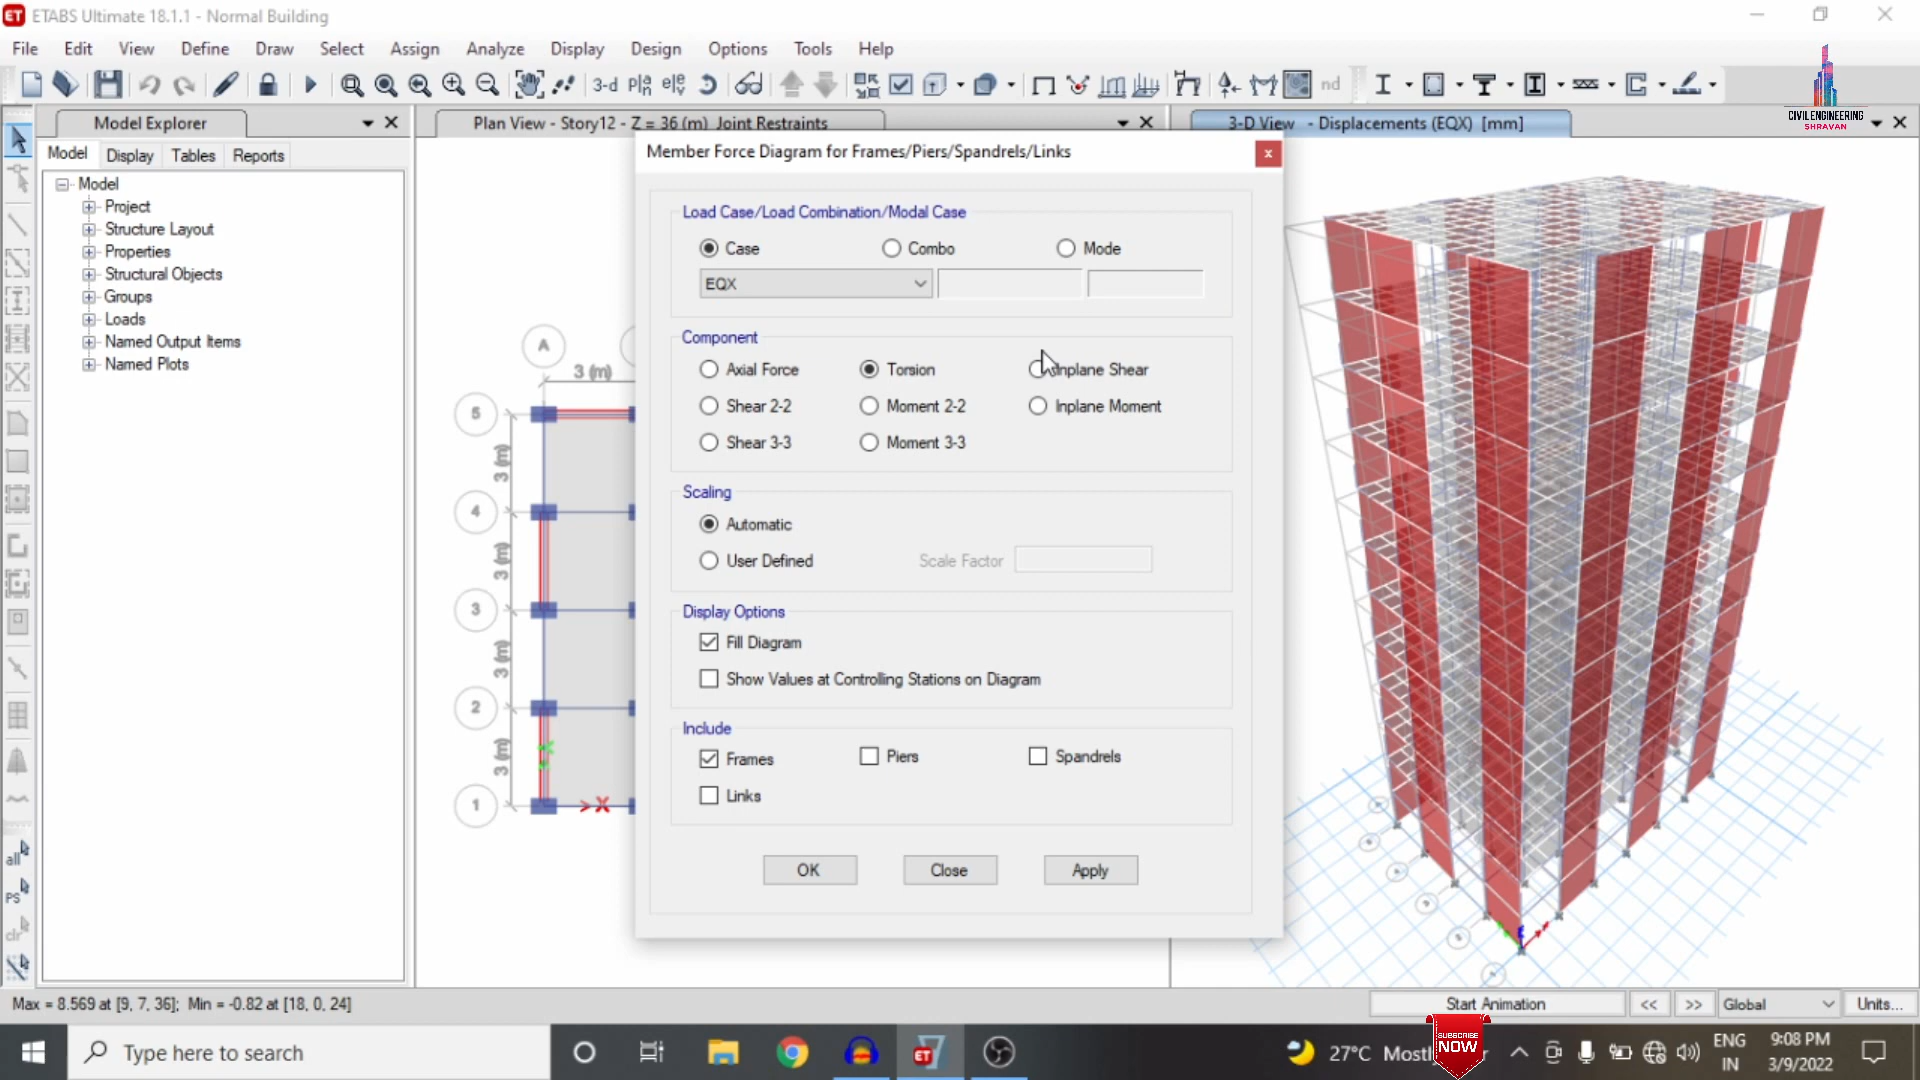 ETABS Ultimate 18.1.1 - Normal Building
File Edit View Define Draw Select Assign Analyze Display Design Options Tools Help
3-d nd
CIVILENGINEERING
SHRAVAN
Model Explorer
Plan View - Story12 - Z = 36 (m) Joint Restraints
3-D View - Displacements (EQX) [mm]
Model Display Tables Reports
Model
Project
Structure Layout
Properties
Structural Objects
Groups
Loads
Named Output Items
Named Plots
A
3 (m)
5
3 (m)
4
3 (m)
3
3 (m)
2
3 (m)
1
X
Member Force Diagram for Frames/Piers/Spandrels/Links
Load Case/Load Combination/Modal Case
Case Combo Mode
EQX
Component
Axial Force Torsion Inplane Shear
Shear 2-2 Moment 2-2 Inplane Moment
Shear 3-3 Moment 3-3
Scaling
Automatic
User Defined Scale Factor
Display Options
Fill Diagram
Show Values at Controlling Stations on Diagram
Include
Frames Piers Spandrels
Links
OK Close Apply
all
PS
clr
Max = 8.569 at [9, 7, 36]; Min = -0.82 at [18, 0, 24]
Start Animation << >> Global Units...
Type here to search
ET
27°C
SUBSCRIBE
NOW
ENG
IN
9:08 PM
3/9/2022